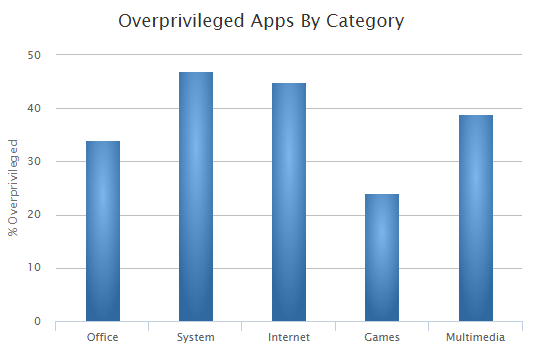 Overprivileged Apps By Category
% Overprivileged
50
40
30
20
10
0
Office System Internet Games Multimedia